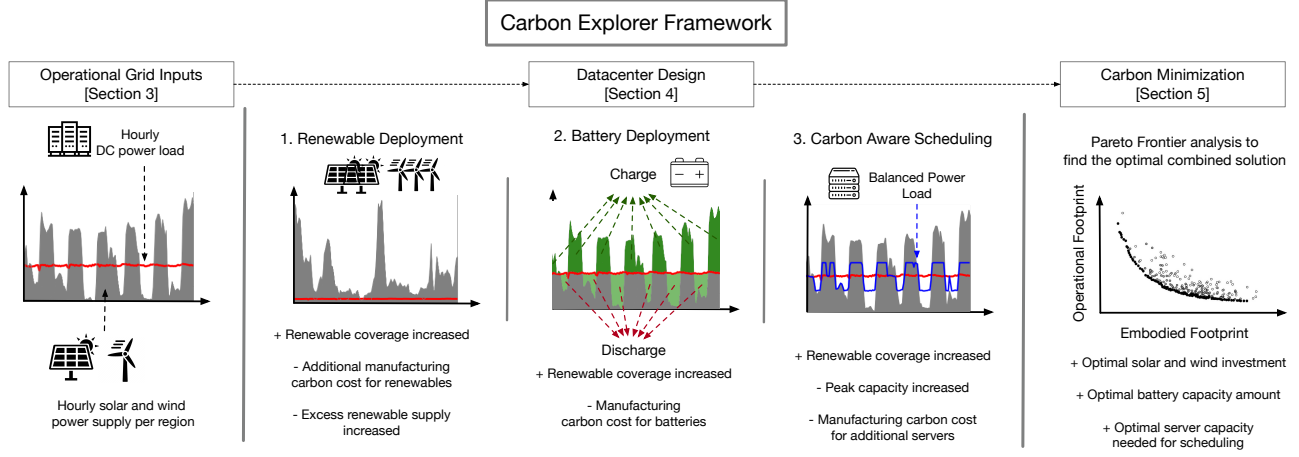 Carbon Explorer Framework
Operational Grid Inputs
[Section 3]
Datacenter Design
[Section 4]
Carbon Minimization
[Section 5]
Hourly
DC power load
Hourly solar and wind
power supply per region
1. Renewable Deployment
+ Renewable coverage increased
- Additional manufacturing
carbon cost for renewables
- Excess renewable supply
increased
2. Battery Deployment
Charge
Discharge
+ Renewable coverage increased
- Manufacturing
carbon cost for batteries
3. Carbon Aware Scheduling
Balanced Power
Load
+ Renewable coverage increased
- Peak capacity increased
- Manufacturing carbon cost
for additional servers
Pareto Frontier analysis to
find the optimal combined solution
Operational Footprint
Embodied Footprint
+ Optimal solar and wind investment
+ Optimal battery capacity amount
+ Optimal server capacity
needed for scheduling